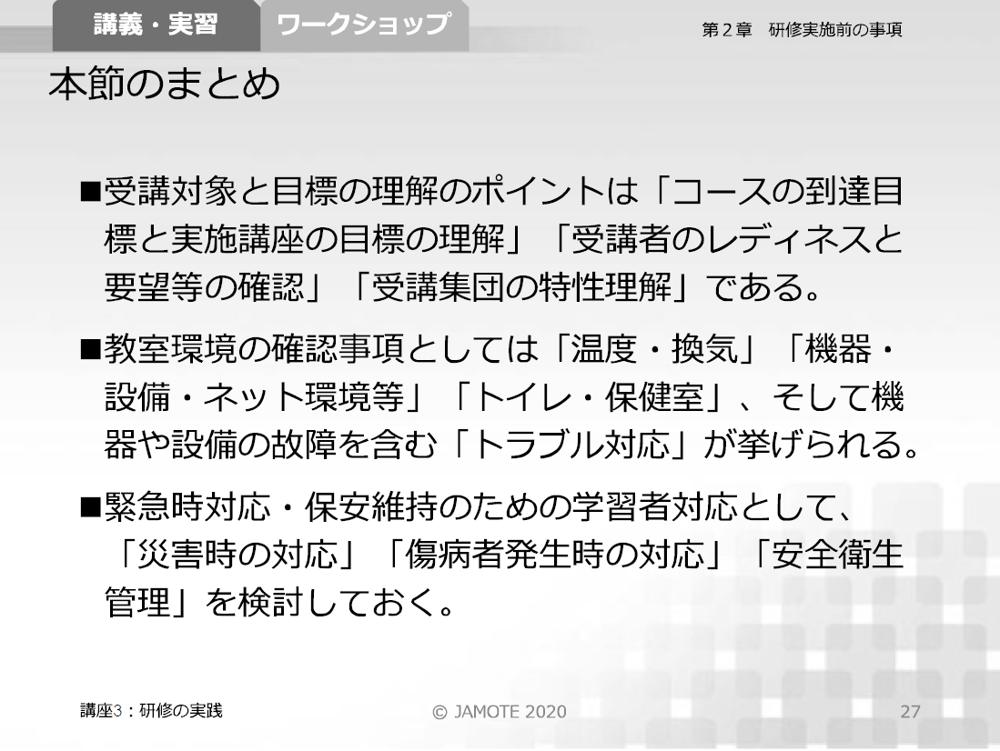 講義・実習
ワークショップ
第２章　研修実施前の事項
本節のまとめ
■受講対象と目標の理解のポイントは「コースの到達目
標と実施講座の目標の理解」「受講者のレディネスと
要望等の確認」「受講集団の特性理解」である。
■教室環境の確認事項としては「温度・換気」「機器・
設備・ネット環境等」「トイレ・保健室」、そして機
器や設備の故障を含む「トラブル対応」が挙げられる。
■緊急時対応・保安維持のための学習者対応として、
「災害時の対応」「傷病者発生時の対応」「安全衛生
管理」を検討しておく。
講座3：研修の実践
© JAMOTE 2020
27